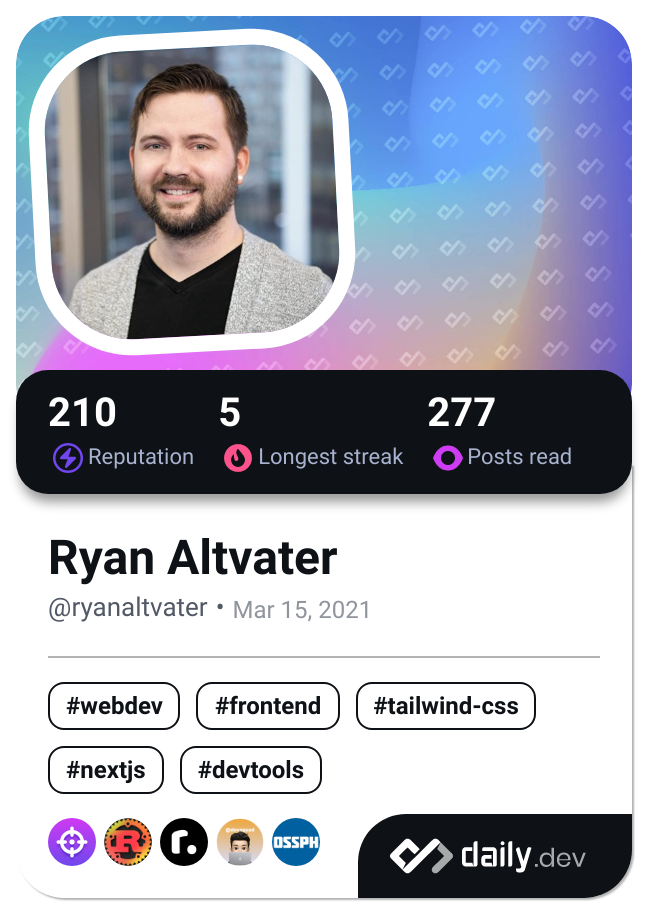 210 5 277
Reputation Longest streak Posts read
Ryan Altvater
@ryanaltvater • Mar 15, 2021
#webdev #frontend #tailwind-css
#nextjs #devtools
R r. OSSPH
daily.dev